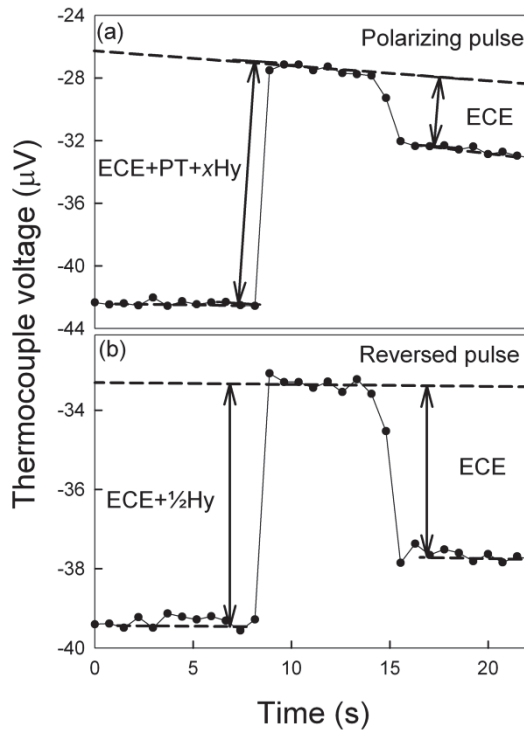 Thermocouple voltage (μV)
(a)
Polarizing pulse
-24
-28
-32
-36
-42
-44
ECE+PT+xHy
ECE
(b)
Reversed pulse
-34
-36
-38
-40
ECE+½Hy
ECE
0
5
10
15
20
Time (s)